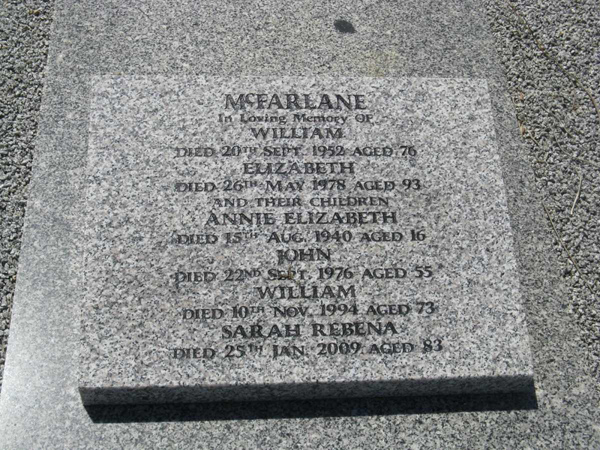 McFARLANE
In Loving Memory OF
WILLIAM
DIED 20TH SEPT. 1952 AGED 76
ELIZABETH
DIED 26TH MAY 1978 AGED 93
AND THEIR CHILDREN
ANNIE ELIZABETH
DIED 15TH AUG. 1940 AGED 16
JOHN
DIED 22ND SEPT. 1976 AGED 55
WILLIAM
DIED 10TH NOV. 1994 AGED 73
SARAH REBENA
DIED 25TH JAN. 2009 AGED 83